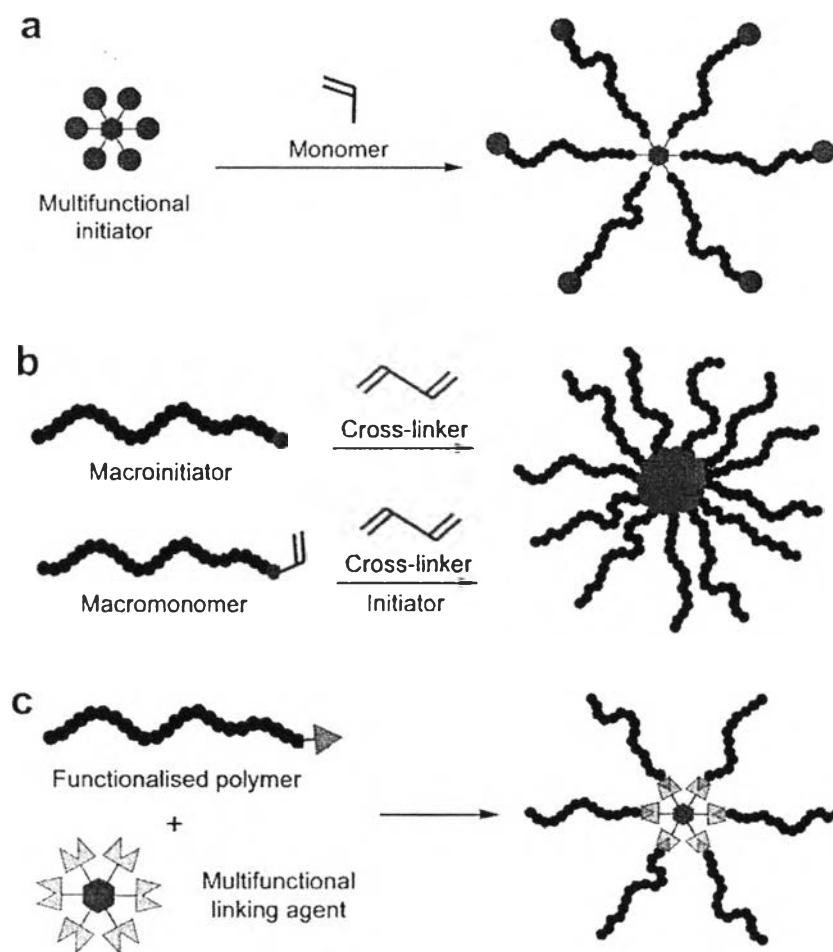 a
Monomer
Multifunctional
initiator
b
Cross-linker
Macroinitiator
Cross-linker
Macromonomer
Initiator
c
Functionalised polymer
+
Multifunctional
linking agent